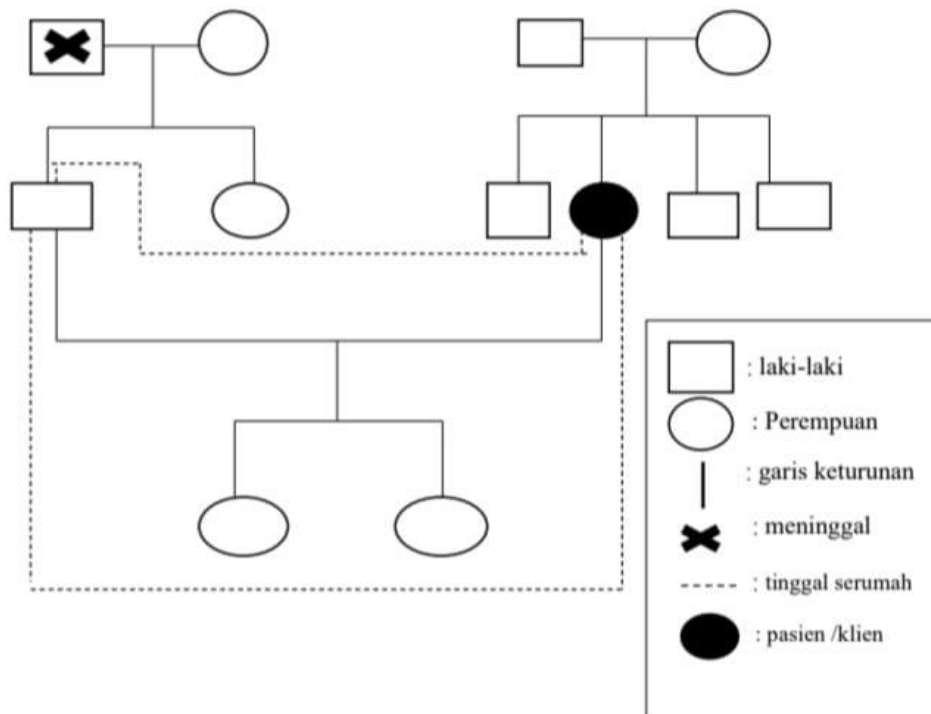 : laki-laki
: Perempuan
: garis keturunan
: meninggal
: tinggal serumah
: pasien /klien